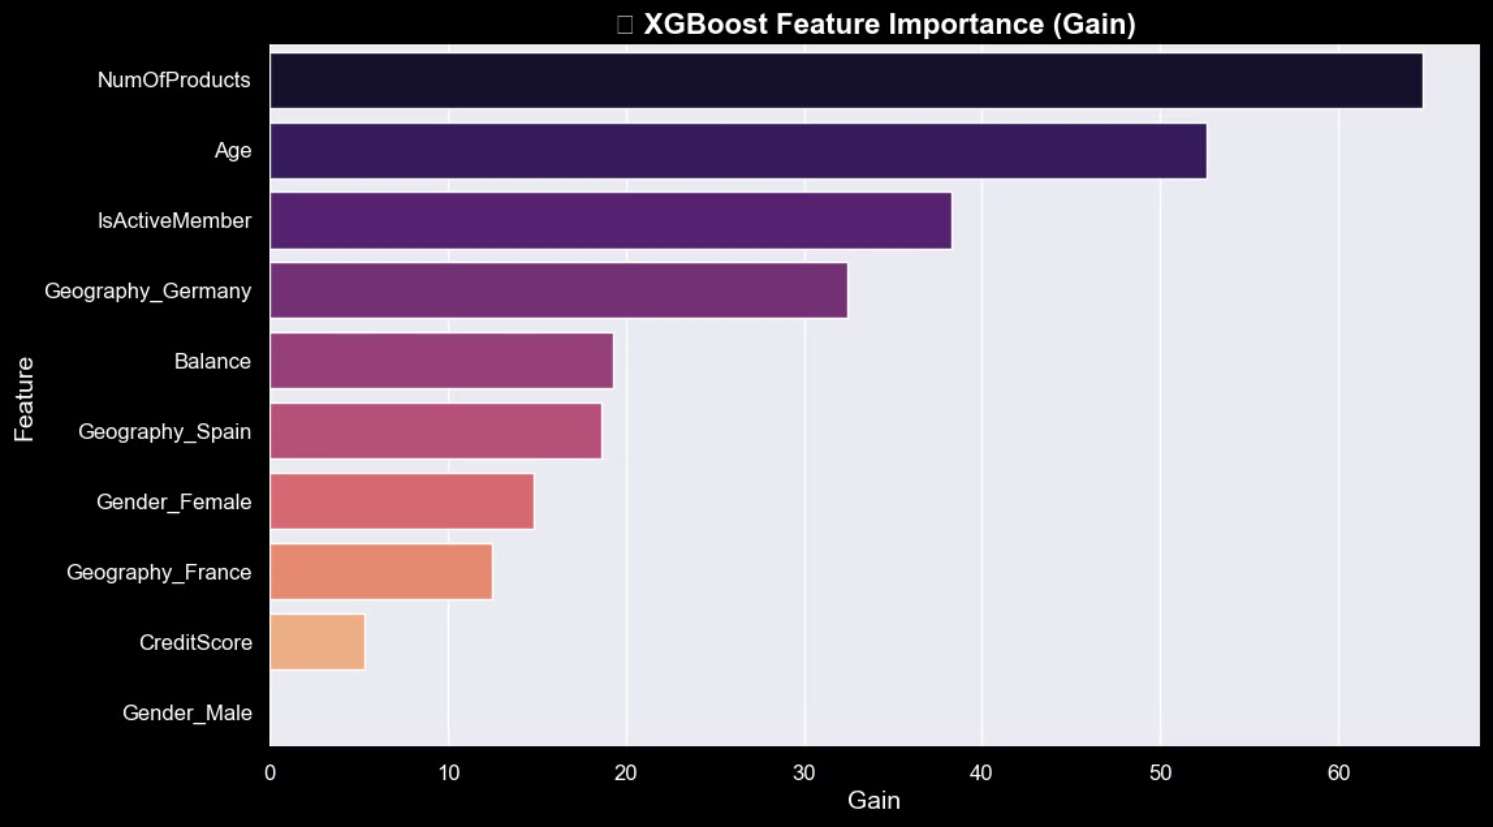 XGBoost Feature Importance (Gain)
NumOfProducts
Age
IsActiveMember
Geography_Germany
Balance
Geography_Spain
Gender_Female
Geography_France
CreditScore
Gender_Male
Feature
0 10 20 30 40 50 60
Gain